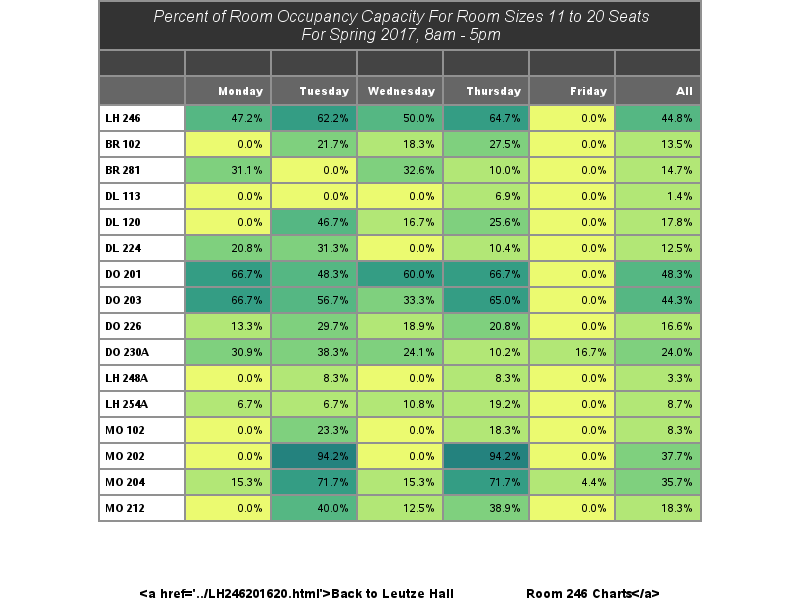 Percent of Room Occupancy Capacity For Room Sizes 11 to 20 Seats
For Spring 2017, 8am - 5pm
Monday Tuesday Wednesday Thursday Friday All
LH 246 47.2% 62.2% 50.0% 64.7% 0.0% 44.8%
BR 102 0.0% 21.7% 18.3% 27.5% 0.0% 13.5%
BR 281 31.1% 0.0% 32.6% 10.0% 0.0% 14.7%
DL 113 0.0% 0.0% 0.0% 6.9% 0.0% 1.4%
DL 120 0.0% 46.7% 16.7% 25.6% 0.0% 17.8%
DL 224 20.8% 31.3% 0.0% 10.4% 0.0% 12.5%
DO 201 66.7% 48.3% 60.0% 66.7% 0.0% 48.3%
DO 203 66.7% 56.7% 33.3% 65.0% 0.0% 44.3%
DO 226 13.3% 29.7% 18.9% 20.8% 0.0% 16.6%
DO 230A 30.9% 38.3% 24.1% 10.2% 16.7% 24.0%
LH 248A 0.0% 8.3% 0.0% 8.3% 0.0% 3.3%
LH 254A 6.7% 6.7% 10.8% 19.2% 0.0% 8.7%
MO 102 0.0% 23.3% 0.0% 18.3% 0.0% 8.3%
MO 202 0.0% 94.2% 0.0% 94.2% 0.0% 37.7%
MO 204 15.3% 71.7% 15.3% 71.7% 4.4% 35.7%
MO 212 0.0% 40.0% 12.5% 38.9% 0.0% 18.3%
<a href='../LH246201620.html'>Back to Leutze Hall Room 246 Charts</a>